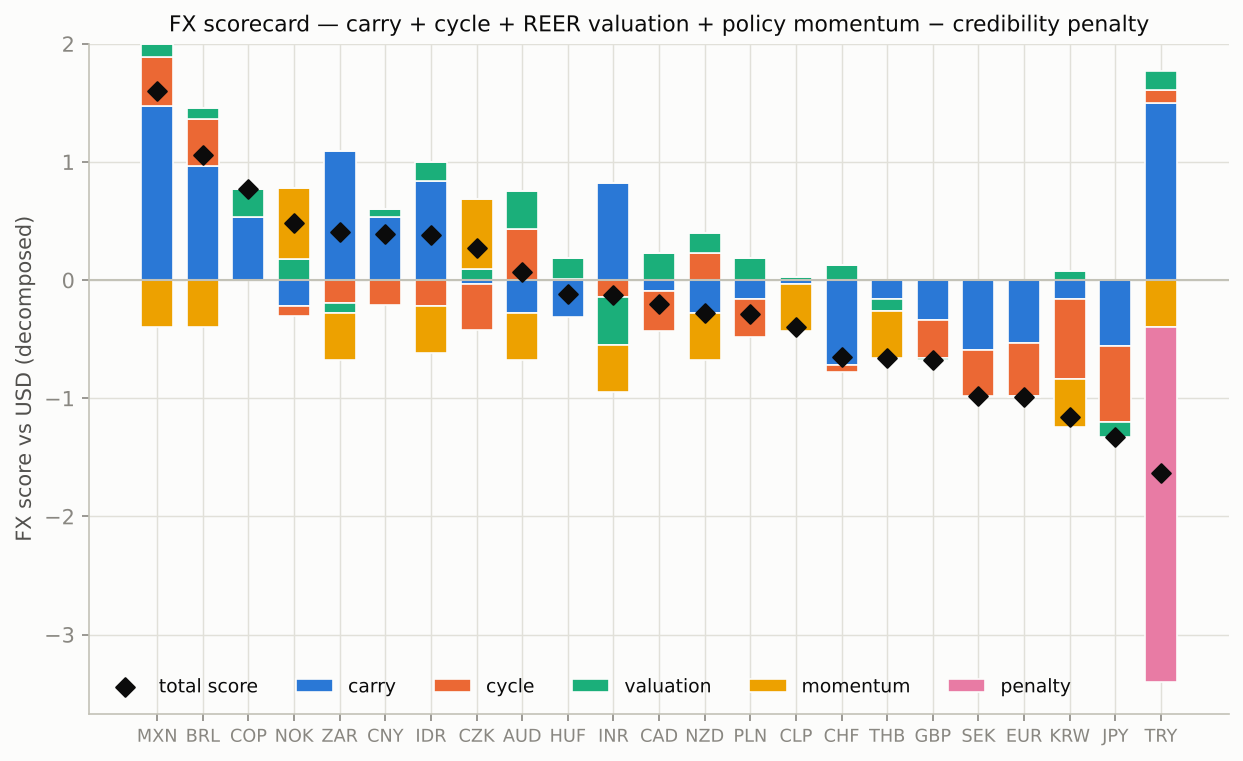 FX scorecard — carry + cycle + REER valuation + policy momentum − credibility penalty
FX score vs USD (decomposed)
2
1
0
−1
−2
−3
total score carry cycle valuation momentum penalty
MXN BRL COP NOK ZAR CNY IDR CZK AUD HUF INR CAD NZD PLN CLP CHF THB GBP SEK EUR KRW JPY TRY